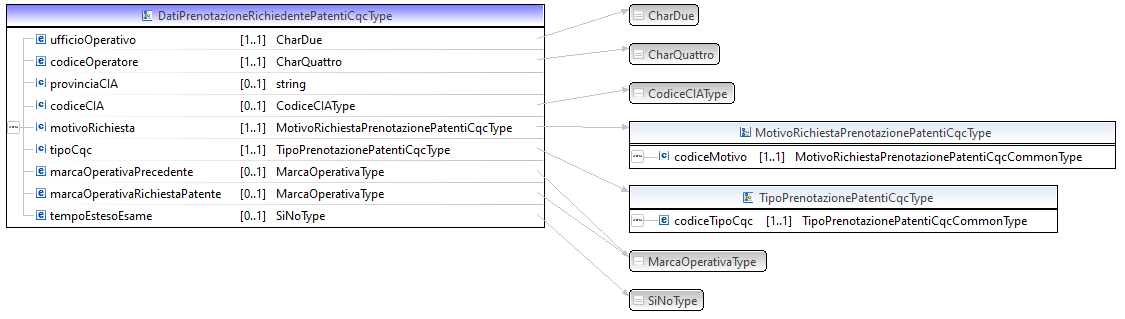 DatiPrenotazioneRichiedentePatentiCqcType
ufficioOperativo [1..1] CharDue
codiceOperatore [1..1] CharQuattro
provinciaCIA [0..1] string
codiceCIA [0..1] CodiceCIAType
motivoRichiesta [1..1] MotivoRichiestaPrenotazionePatentiCqcType
tipoCqc [1..1] TipoPrenotazionePatentiCqcType
marcaOperativaPrecedente [0..1] MarcaOperativaType
marcaOperativaRichiestaPatente [0..1] MarcaOperativaType
tempoEstesoEsame [0..1] SiNoType
CharDue
CharQuattro
CodiceCIAType
MotivoRichiestaPrenotazionePatentiCqcType
codiceMotivo [1..1] MotivoRichiestaPrenotazionePatentiCqcCommonType
TipoPrenotazionePatentiCqcType
codiceTipoCqc [1..1] TipoPrenotazionePatentiCqcCommonType
MarcaOperativaType
SiNoType